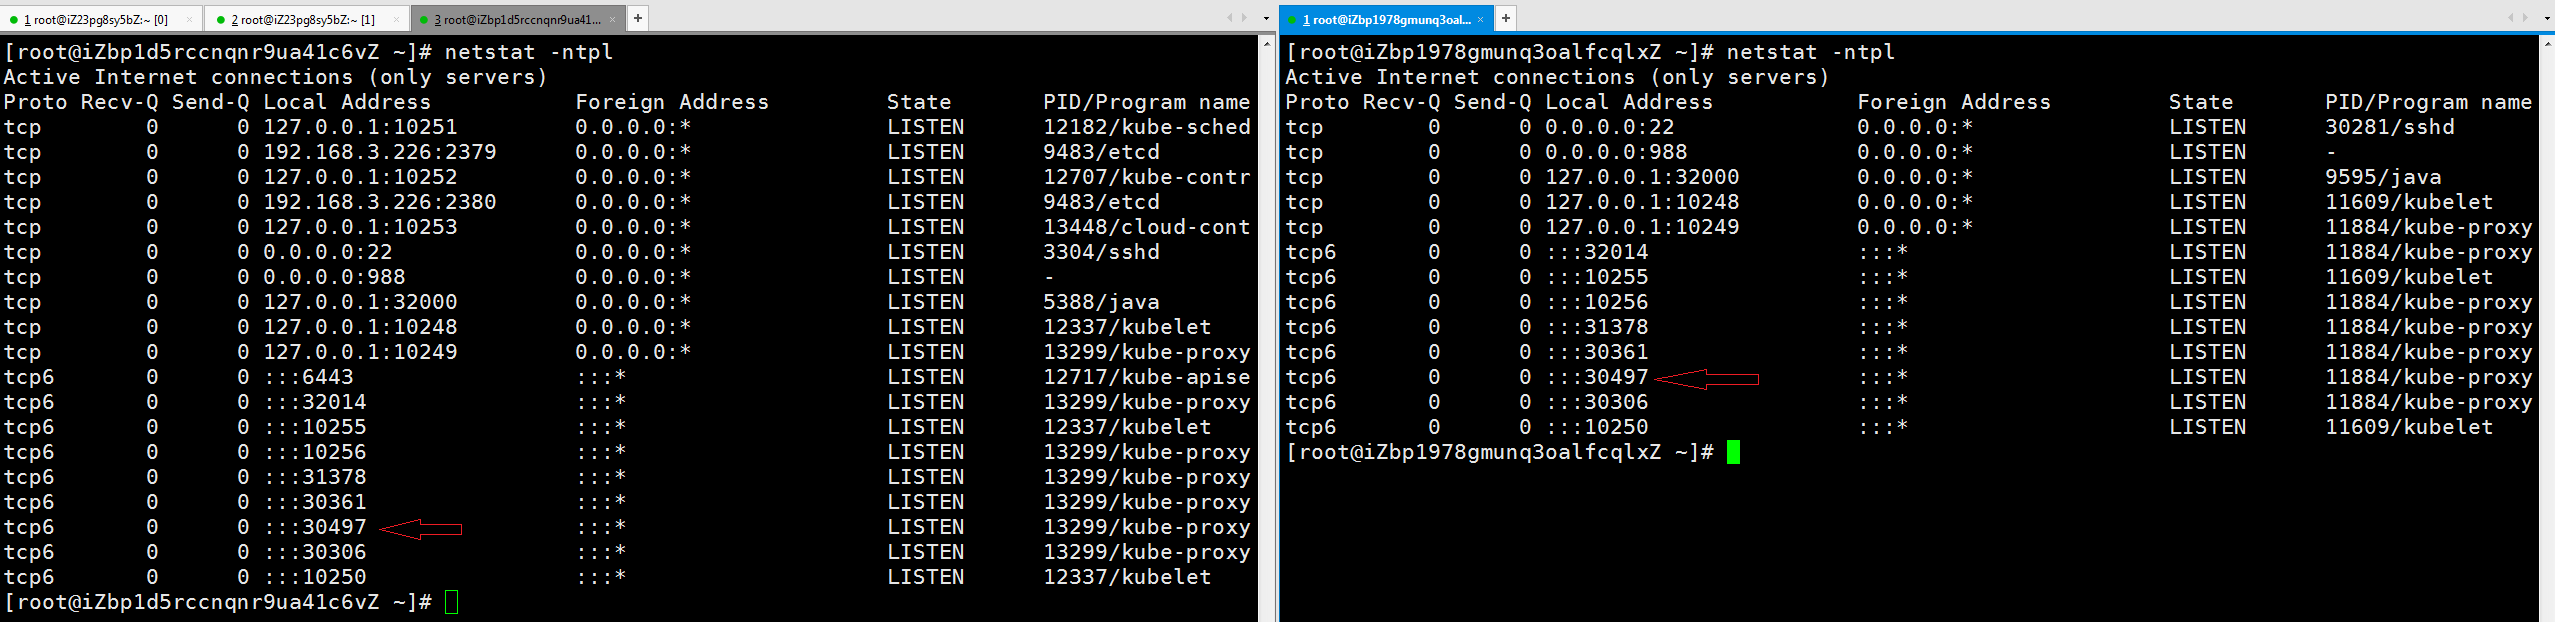 1 root@iZ23pg8sy5bZ:~ [0]
2 root@iZ23pg8sy5bZ:~ [1]
3 root@iZbp1d5rccnqnr9ua41...
[root@iZbp1d5rccnqnr9ua41c6vZ ~]# netstat -ntpl
Active Internet connections (only servers)
Proto Recv-Q Send-Q Local Address           Foreign Address         State       PID/Program name
tcp        0      0 127.0.0.1:10251         0.0.0.0:*               LISTEN      12182/kube-sched
tcp        0      0 192.168.3.226:2379      0.0.0.0:*               LISTEN      9483/etcd
tcp        0      0 127.0.0.1:10252         0.0.0.0:*               LISTEN      12707/kube-contr
tcp        0      0 192.168.3.226:2380      0.0.0.0:*               LISTEN      9483/etcd
tcp        0      0 127.0.0.1:10253         0.0.0.0:*               LISTEN      13448/cloud-cont
tcp        0      0 0.0.0.0:22              0.0.0.0:*               LISTEN      3304/sshd
tcp        0      0 0.0.0.0:988             0.0.0.0:*               LISTEN      -
tcp        0      0 127.0.0.1:32000         0.0.0.0:*               LISTEN      5388/java
tcp        0      0 127.0.0.1:10248         0.0.0.0:*               LISTEN      12337/kubelet
tcp        0      0 127.0.0.1:10249         0.0.0.0:*               LISTEN      13299/kube-proxy
tcp6       0      0 :::6443                 :::*                    LISTEN      12717/kube-apise
tcp6       0      0 :::32014                :::*                    LISTEN      13299/kube-proxy
tcp6       0      0 :::10255                :::*                    LISTEN      12337/kubelet
tcp6       0      0 :::10256                :::*                    LISTEN      13299/kube-proxy
tcp6       0      0 :::31378                :::*                    LISTEN      13299/kube-proxy
tcp6       0      0 :::30361                :::*                    LISTEN      13299/kube-proxy
tcp6       0      0 :::30497                :::*                    LISTEN      13299/kube-proxy
tcp6       0      0 :::30306                :::*                    LISTEN      13299/kube-proxy
tcp6       0      0 :::10250                :::*                    LISTEN      12337/kubelet
[root@iZbp1d5rccnqnr9ua41c6vZ ~]#
1 root@iZbp1978gmunq3oal...
[root@iZbp1978gmunq3oalfcqlxZ ~]# netstat -ntpl
Active Internet connections (only servers)
Proto Recv-Q Send-Q Local Address           Foreign Address         State       PID/Program name
tcp        0      0 0.0.0.0:22              0.0.0.0:*               LISTEN      30281/sshd
tcp        0      0 0.0.0.0:988             0.0.0.0:*               LISTEN      -
tcp        0      0 127.0.0.1:32000         0.0.0.0:*               LISTEN      9595/java
tcp        0      0 127.0.0.1:10248         0.0.0.0:*               LISTEN      11609/kubelet
tcp        0      0 127.0.0.1:10249         0.0.0.0:*               LISTEN      11884/kube-proxy
tcp6       0      0 :::32014                :::*                    LISTEN      11884/kube-proxy
tcp6       0      0 :::10255                :::*                    LISTEN      11609/kubelet
tcp6       0      0 :::10256                :::*                    LISTEN      11884/kube-proxy
tcp6       0      0 :::31378                :::*                    LISTEN      11884/kube-proxy
tcp6       0      0 :::30361                :::*                    LISTEN      11884/kube-proxy
tcp6       0      0 :::30497                :::*                    LISTEN      11884/kube-proxy
tcp6       0      0 :::30306                :::*                    LISTEN      11884/kube-proxy
tcp6       0      0 :::10250                :::*                    LISTEN      11609/kubelet
[root@iZbp1978gmunq3oalfcqlxZ ~]#